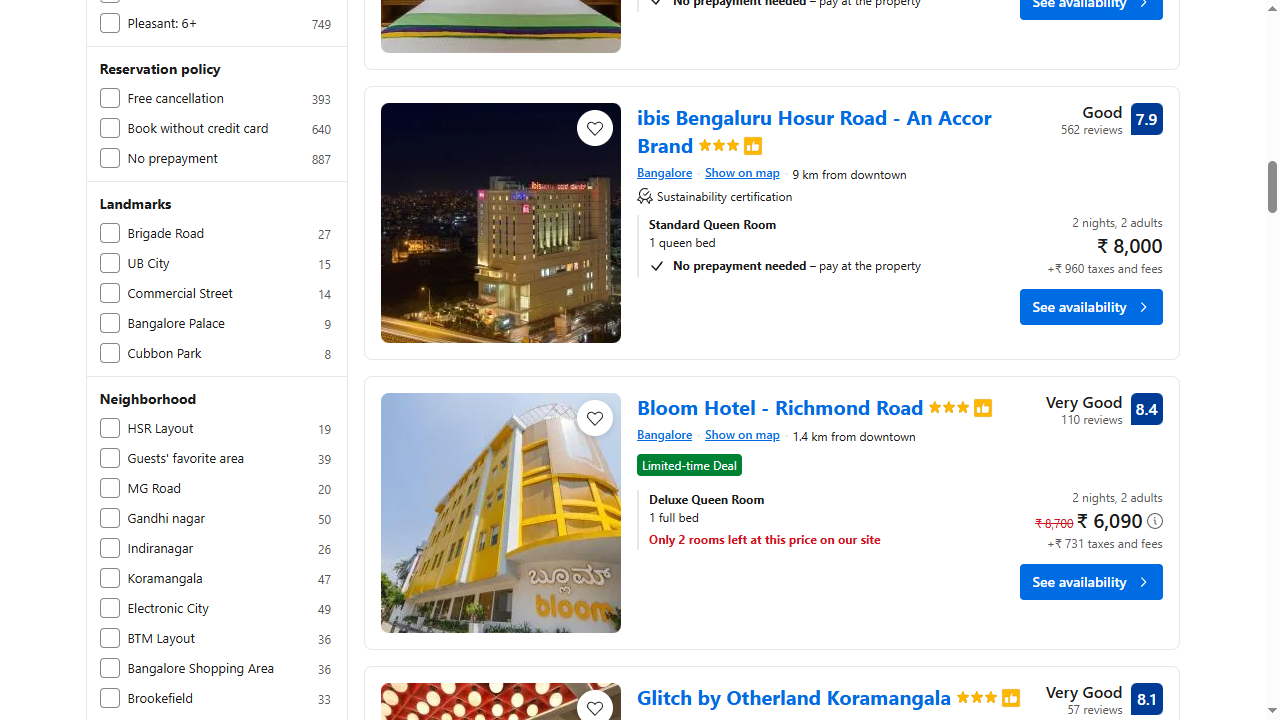 Pleasant: 6+
749
Reservation policy
Free cancellation
393
Book without credit card
640
No prepayment
887
Landmarks
Brigade Road
27
UB City
15
Commercial Street
14
Bangalore Palace
9
Cubbon Park
8
Neighborhood
HSR Layout
19
Guests' favorite area
39
MG Road
20
Gandhi nagar
50
Indiranagar
26
Koramangala
47
Electronic City
49
BTM Layout
36
Bangalore Shopping Area
36
Brookefield
33
No prepayment needed – pay at the property
See availability
ibis Bengaluru Hosur Road - An Accor
Brand
Good
562 reviews
7.9
Bangalore
Show on map
9 km from downtown
Sustainability certification
Standard Queen Room
1 queen bed
No prepayment needed – pay at the property
2 nights, 2 adults
₹ 8,000
+₹ 960 taxes and fees
See availability
ibis
Bloom Hotel - Richmond Road
Very Good
110 reviews
8.4
Bangalore
Show on map
1.4 km from downtown
Limited-time Deal
Deluxe Queen Room
1 full bed
Only 2 rooms left at this price on our site
2 nights, 2 adults
₹ 8,700 ₹ 6,090
+₹ 731 taxes and fees
See availability
ಬ್ಲೂಮ್
bloom
Glitch by Otherland Koramangala
Very Good
57 reviews
8.1